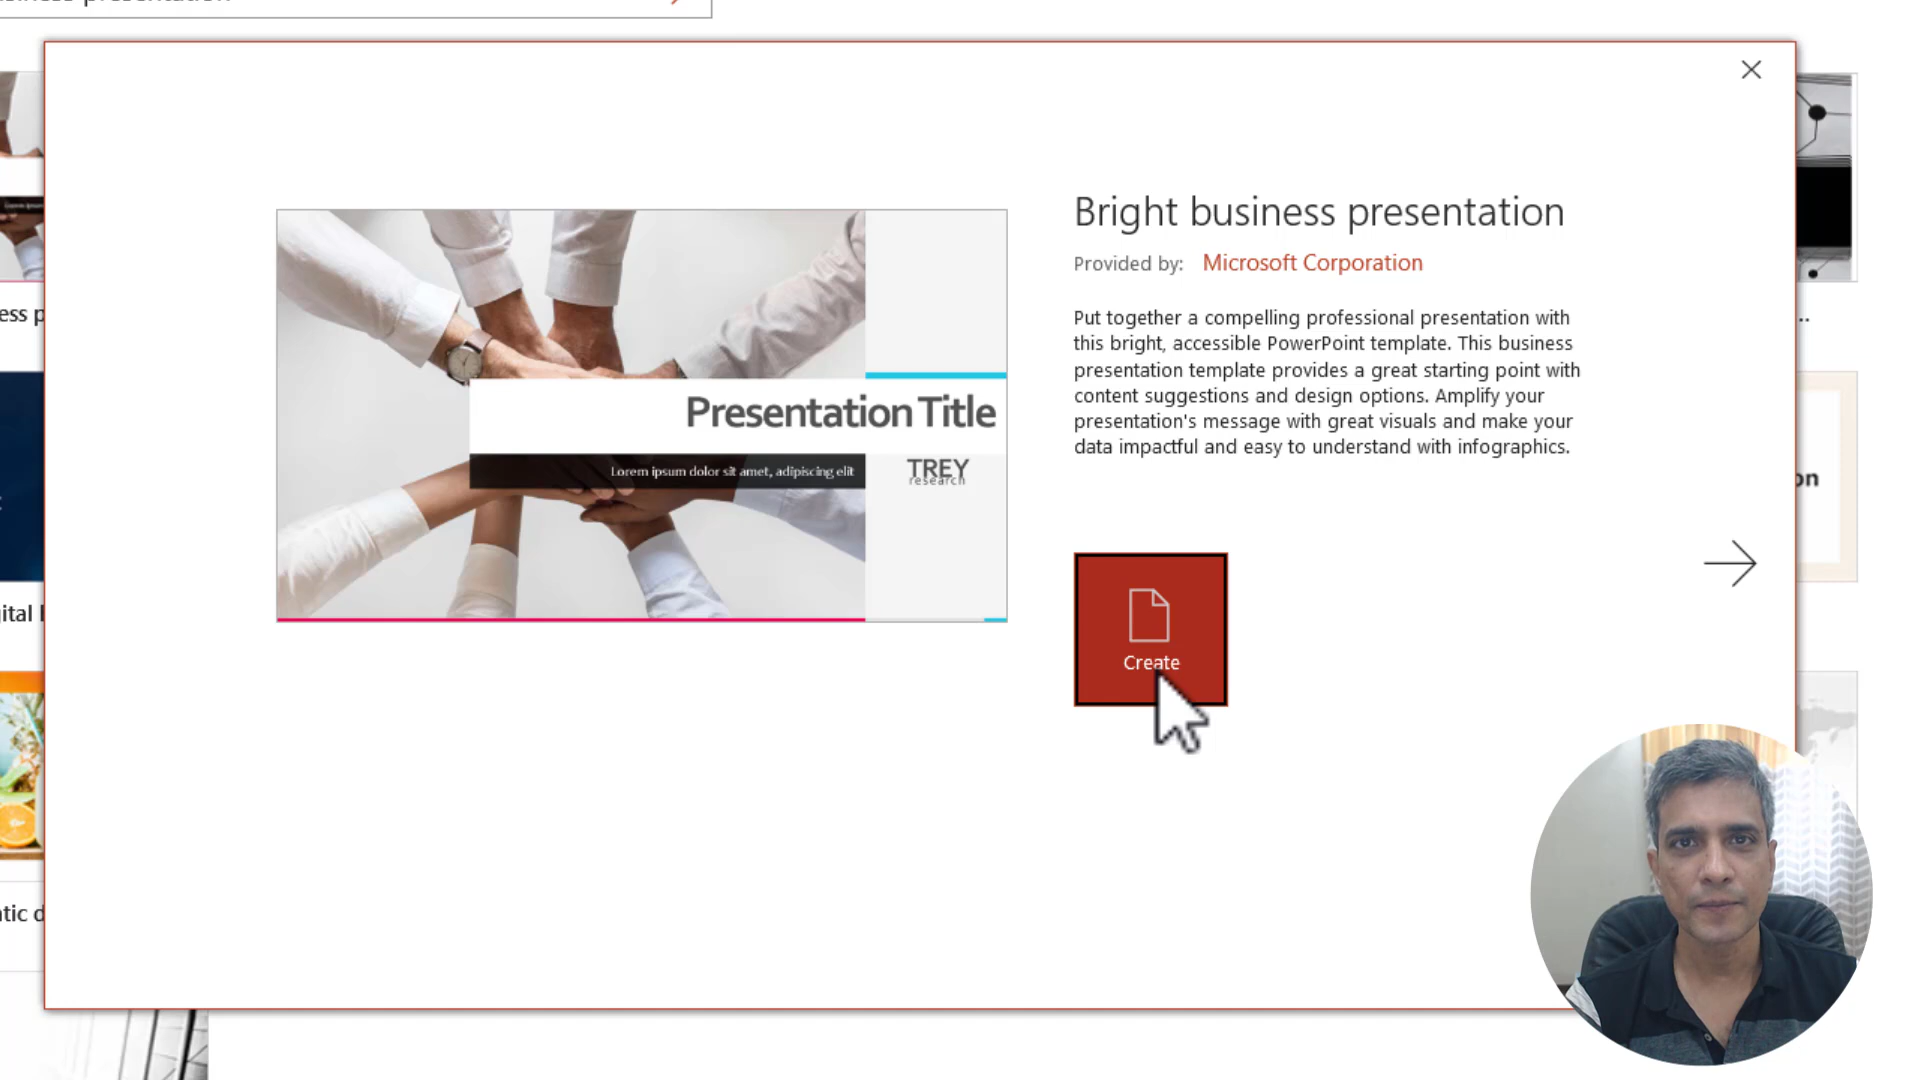 Bright business presentation
Provided by: Microsoft Corporation
Put together a compelling professional presentation with
this bright, accessible PowerPoint template. This business
presentation template provides a great starting point with
content suggestions and design options. Amplify your
presentation's message with great visuals and make your
data impactful and easy to understand with infographics.
Presentation Title
Lorem ipsum dolor sit amet, adipiscing elit
TREY
research
Create